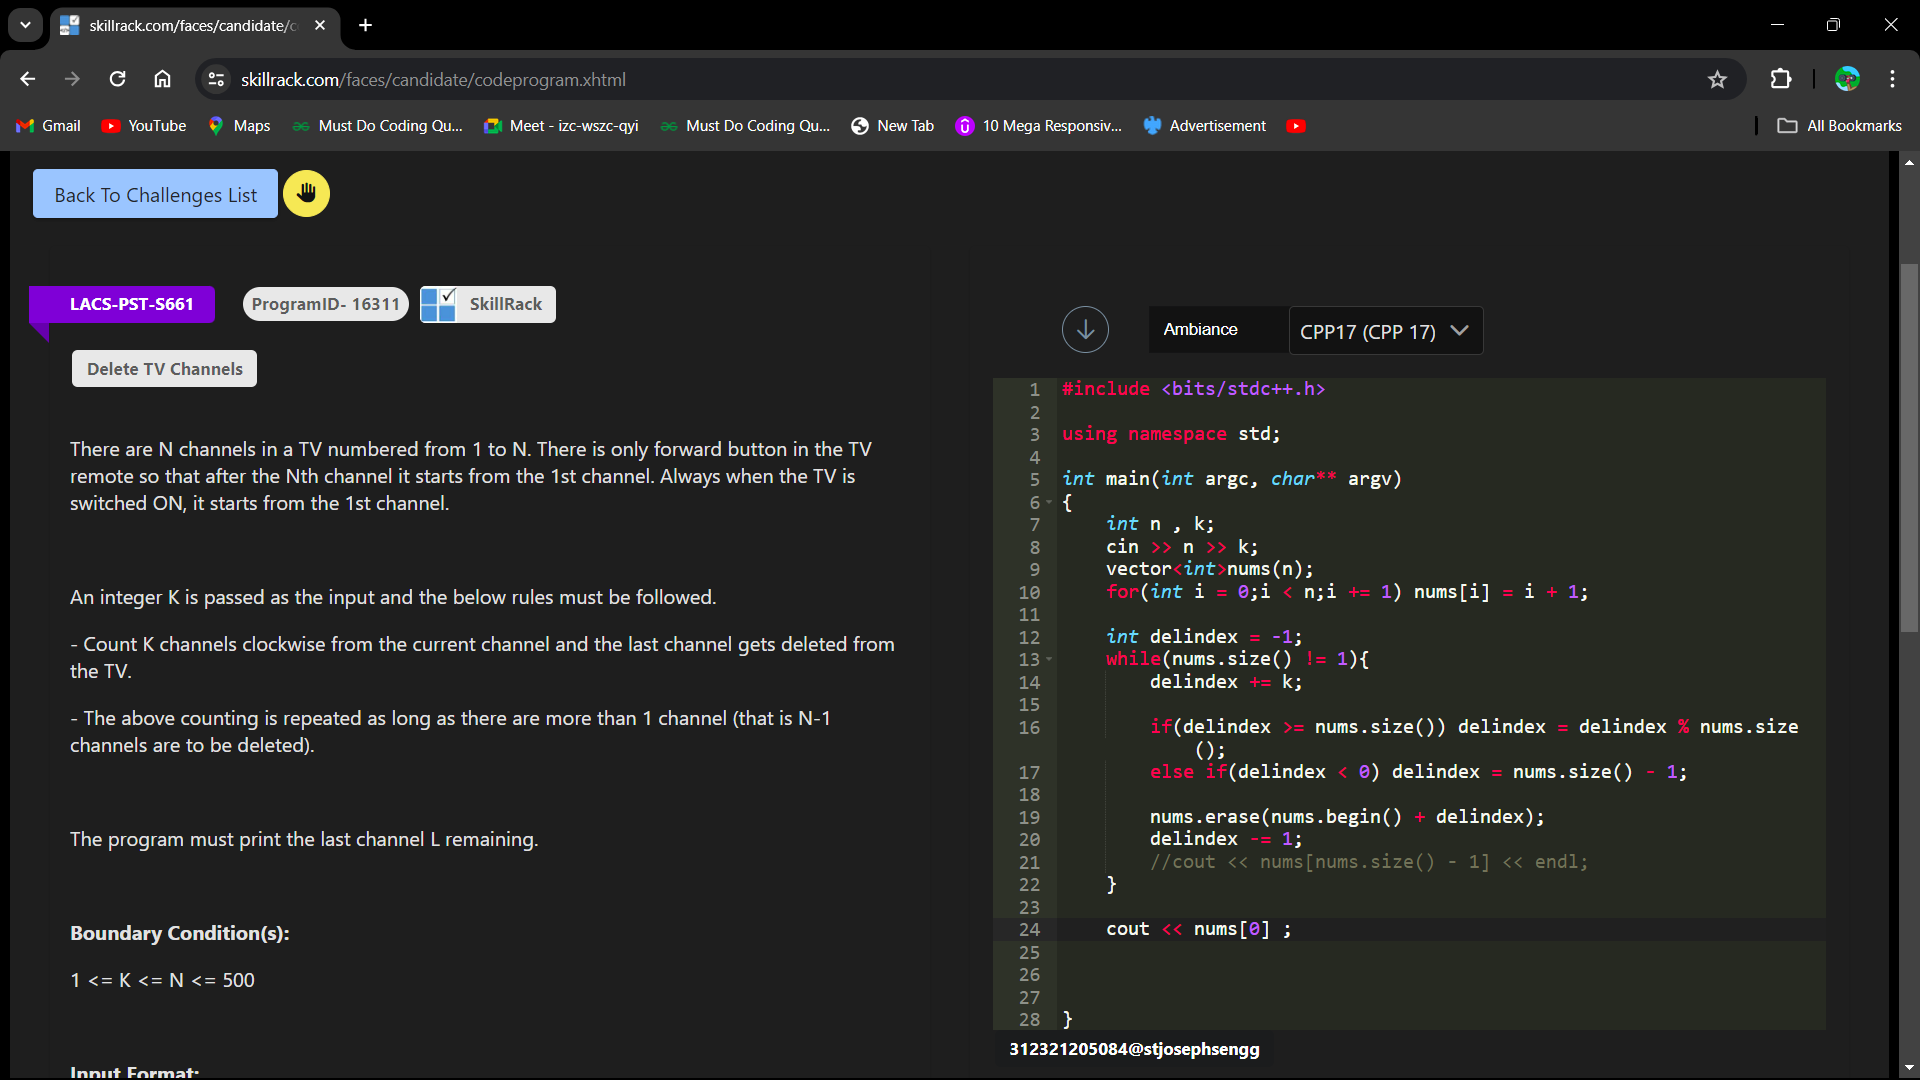 skillrack.com/faces/candidate/c
skillrack.com/faces/candidate/codeprogram.xhtml
Gmail
YouTube
Maps
Must Do Coding Qu...
Meet - izc-wszc-qyi
Must Do Coding Qu...
New Tab
10 Mega Responsiv...
Advertisement
All Bookmarks
Back To Challenges List
LACS-PST-S661
ProgramID- 16311
SkillRack
Delete TV Channels
There are N channels in a TV numbered from 1 to N. There is only forward button in the TV
remote so that after the Nth channel it starts from the 1st channel. Always when the TV is
switched ON, it starts from the 1st channel.
An integer K is passed as the input and the below rules must be followed.
- Count K channels clockwise from the current channel and the last channel gets deleted from
the TV.
- The above counting is repeated as long as there are more than 1 channel (that is N-1
channels are to be deleted).
The program must print the last channel L remaining.
Boundary Condition(s):
1 <= K <= N <= 500
Input Format:
Ambiance
CPP17 (CPP 17)
1 #include <bits/stdc++.h>
2
3 using namespace std;
4
5 int main(int argc, char** argv)
6 {
7 int n , k;
8 cin >> n >> k;
9 vector<int>nums(n);
10 for(int i = 0;i < n;i += 1) nums[i] = i + 1;
11
12 int delindex = -1;
13 while(nums.size() != 1){
14 delindex += k;
15
16 if(delindex >= nums.size()) delindex = delindex % nums.size
();
17 else if(delindex < 0) delindex = nums.size() - 1;
18
19 nums.erase(nums.begin() + delindex);
20 delindex -= 1;
21 //cout << nums[nums.size() - 1] << endl;
22 }
23
24 cout << nums[0] ;
25
26
27
28 }
312321205084@stjosephsengg